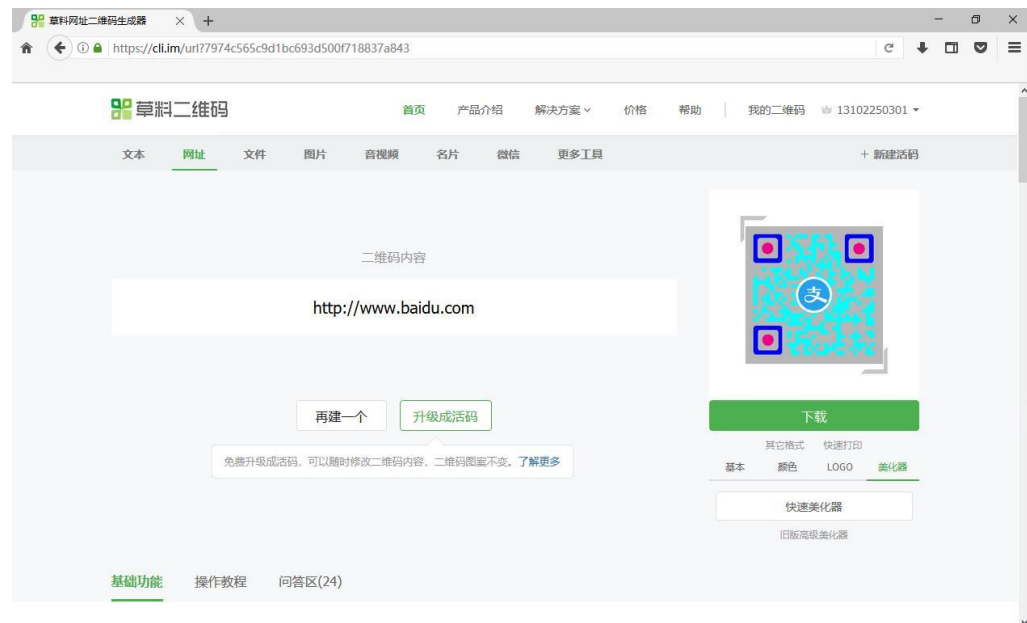 草料网址二维码生成器
https://cli.im/url?7974c565c9d1bc693d500f718837a843
草料二维码 首页 产品介绍 解决方案 价格 帮助 我的二维码 13102250301
文本 网址 文件 图片 音视频 名片 微信 更多工具 + 新建活码
二维码内容
http://www.baidu.com
支
再建一个 升级成活码
免费升级成活码，可以随时修改二维码内容，二维码图案不变。了解更多
下载
其它格式 快速打印
基本 颜色 LOGO 美化器
快速美化器
旧版高级美化器
基础功能 操作教程 问答区(24)